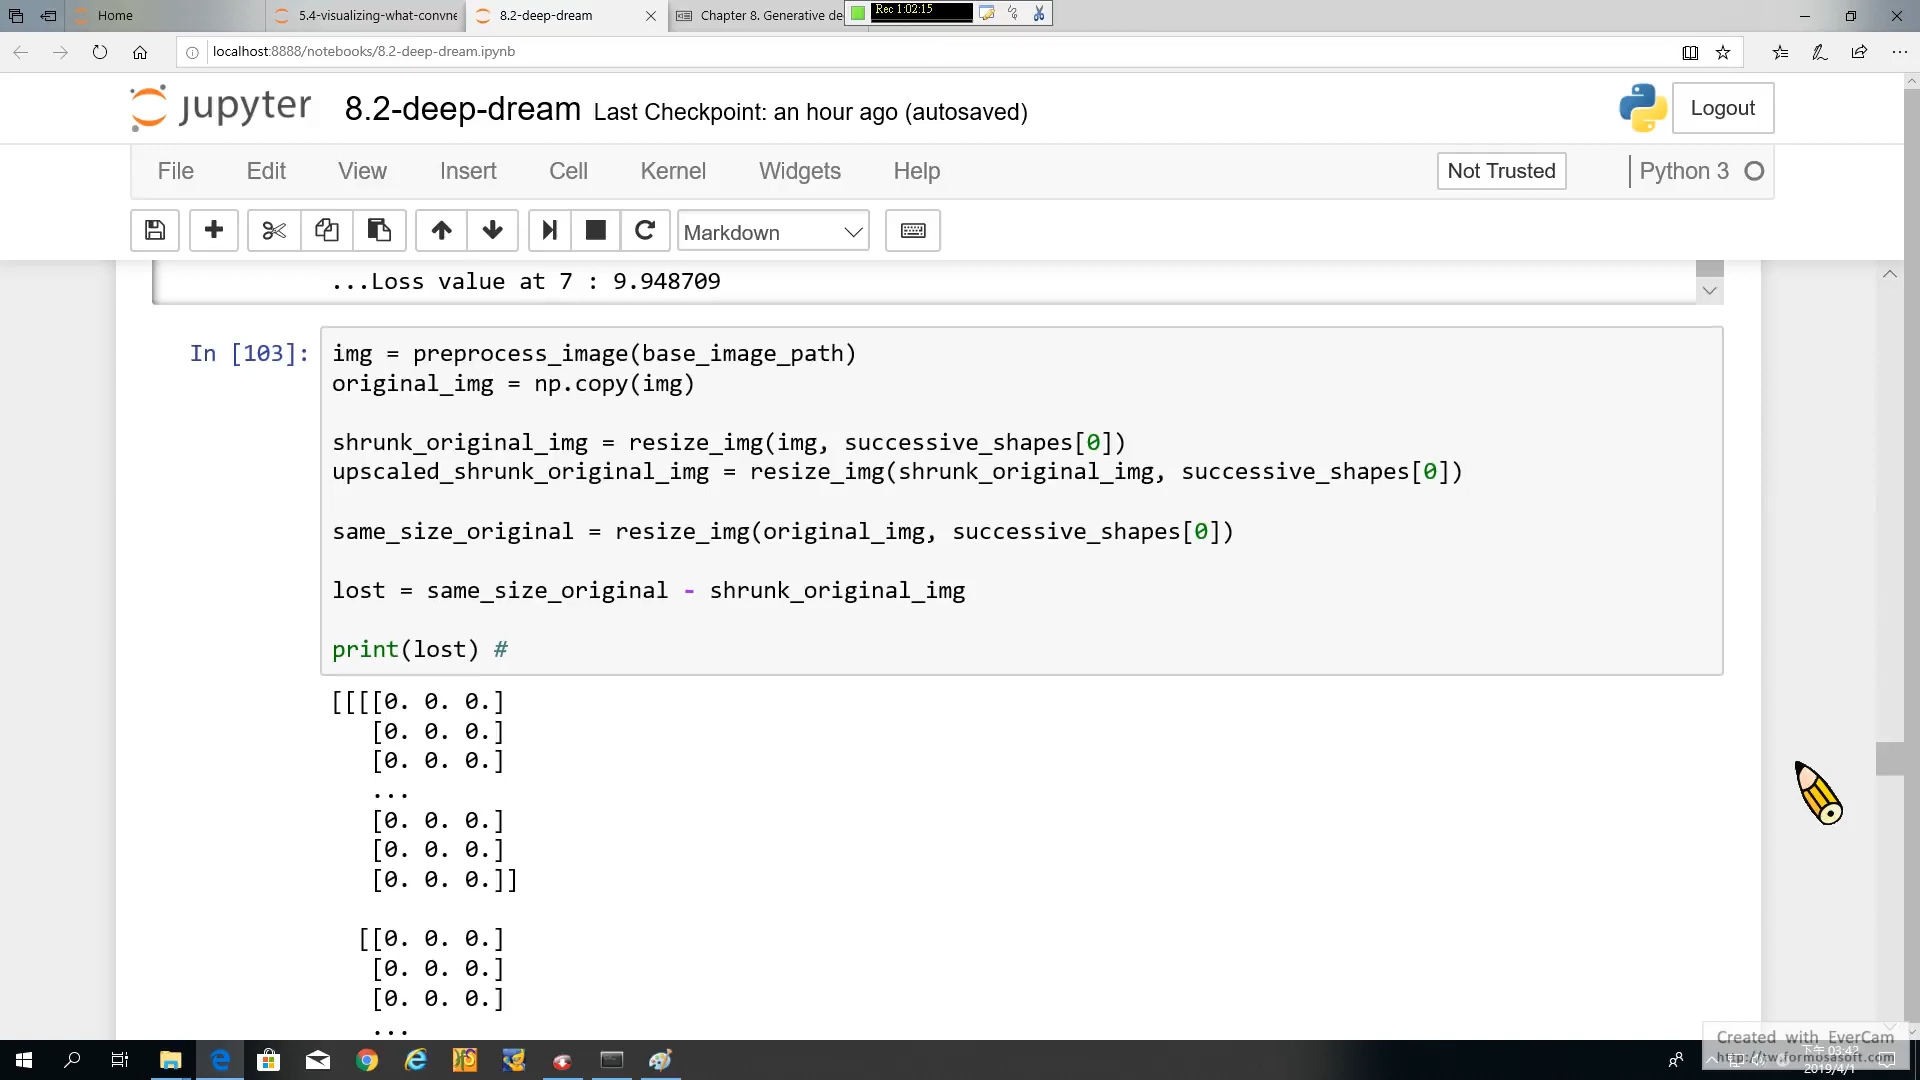 Home
5.4-visualizing-what-convne
8.2-deep-dream
Chapter 8. Generative de
Rec 1:02:15
localhost:8888/notebooks/8.2-deep-dream.ipynb
jupyter
8.2-deep-dream
Last Checkpoint: an hour ago (autosaved)
Logout
File
Edit
View
Insert
Cell
Kernel
Widgets
Help
Not Trusted
Python 3
Markdown
...Loss value at 7 : 9.948709
In [103]:
img = preprocess_image(base_image_path)
original_img = np.copy(img)
shrunk_original_img = resize_img(img, successive_shapes[0])
upscaled_shrunk_original_img = resize_img(shrunk_original_img, successive_shapes[0])
same_size_original = resize_img(original_img, successive_shapes[0])
lost = same_size_original - shrunk_original_img
print(lost) #
[[[[0. 0. 0.]
[0. 0. 0.]
[0. 0. 0.]
...
[0. 0. 0.]
[0. 0. 0.]
[0. 0. 0.]]
[[0. 0. 0.]
[0. 0. 0.]
[0. 0. 0.]
...
Created with EverCam
http://tw.formosasoft.com
下午 03:42
2019/4/1